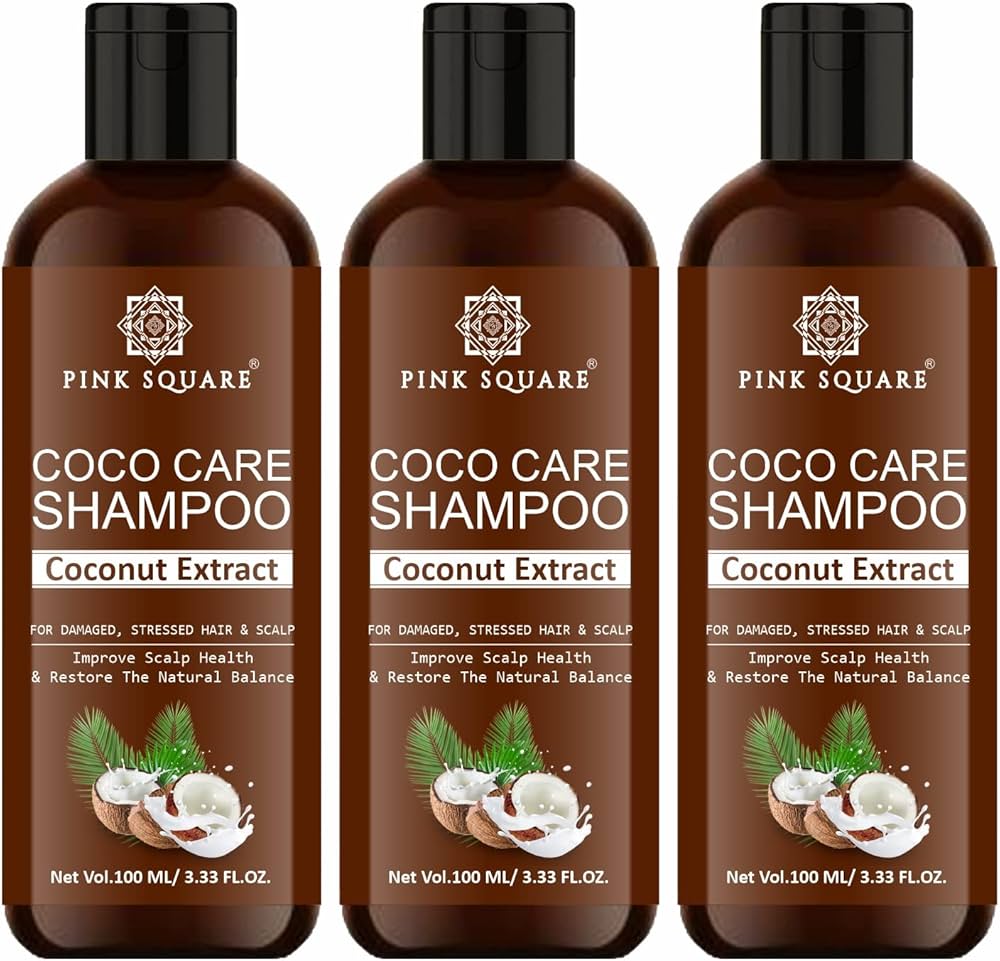 PINK SQUARE®
COCO CARE
SHAMPOO
Coconut Extract
FOR DAMAGED, STRESSED HAIR & SCALP
Improve Scalp Health
& Restore The Natural Balance
Net Vol.100 ML/ 3.33 FL.OZ.
PINK SQUARE®
COCO CARE
SHAMPOO
Coconut Extract
FOR DAMAGED, STRESSED HAIR & SCALP
Improve Scalp Health
& Restore The Natural Balance
Net Vol.100 ML/ 3.33 FL.OZ.
PINK SQUARE®
COCO CARE
SHAMPOO
Coconut Extract
FOR DAMAGED, STRESSED HAIR & SCALP
Improve Scalp Health
& Restore The Natural Balance
Net Vol.100 ML/ 3.33 FL.OZ.